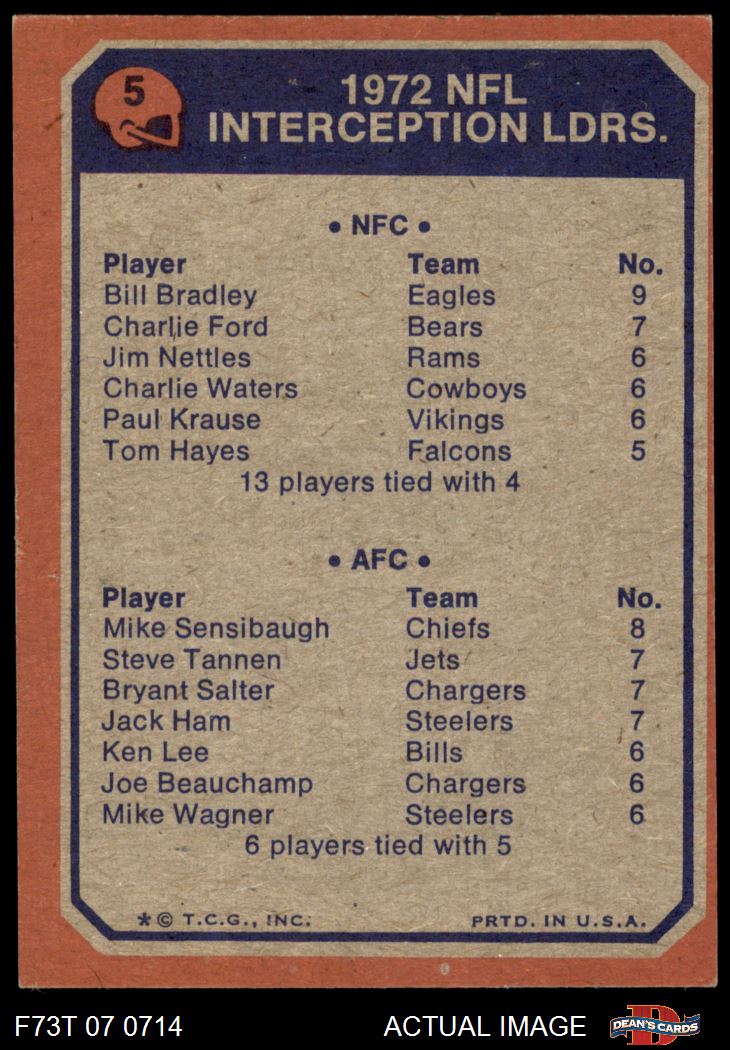 5
1972 NFL
INTERCEPTION LDRS.
• NFC •
Player Team No.
Bill Bradley Eagles 9
Charlie Ford Bears 7
Jim Nettles Rams 6
Charlie Waters Cowboys 6
Paul Krause Vikings 6
Tom Hayes Falcons 5
13 players tied with 4
• AFC •
Player Team No.
Mike Sensibaugh Chiefs 8
Steve Tannen Jets 7
Bryant Salter Chargers 7
Jack Ham Steelers 7
Ken Lee Bills 6
Joe Beauchamp Chargers 6
Mike Wagner Steelers 6
6 players tied with 5
*© T.C.G., INC. PRTD. IN U.S.A.
F73T 07 0714 ACTUAL IMAGE D DEAN'S CARDS